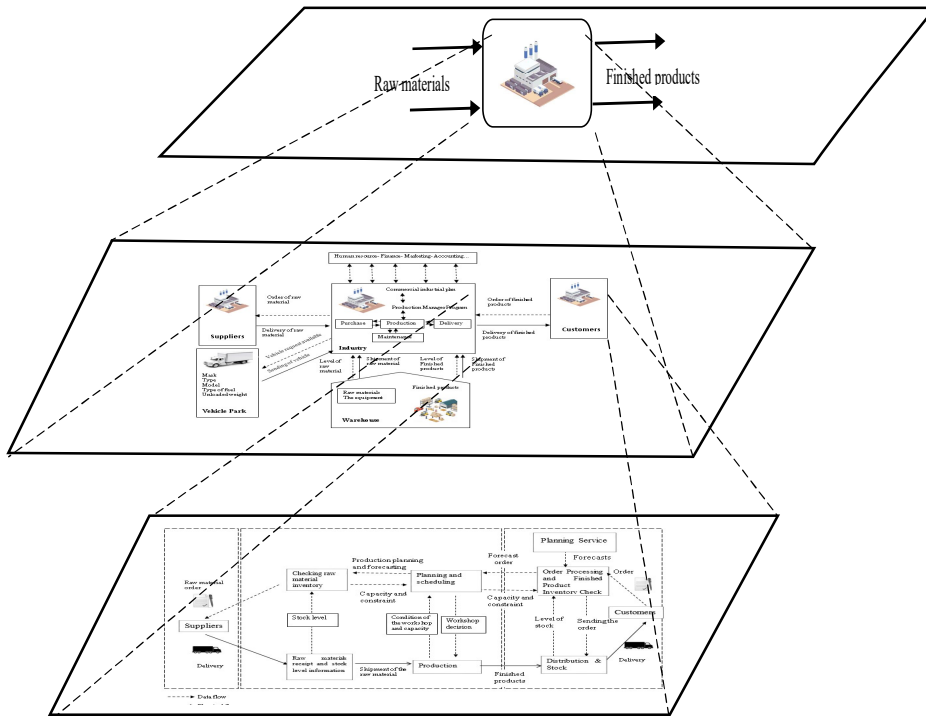 Raw materials
Finished products
Human resource- Finance- Marketing- Accounting...
Commercial industrial plan
Production Manager Program
Purchase
Production
Delivery
Maintenance
Industry
Order of raw
material
Delivery of raw
material
Suppliers
Order of finished
products
Delivery of finished
products
Customers
Vehicle request available
Sending of vehicle
Mark
Type
Model
Type of fuel
Unloaded weight
Vehicle Park
Level of
raw
material
Shipment of
raw material
Level of
Finished
products
Shipment of
Finished
products
Raw materials
The equipment
Finished products
Warehouse
Planning Service
Forecasts
Forecast
order
Order
Production planning
and forecasting
Checking raw
material
inventory
Planning and
scheduling
Order Processing
and Finished
Product
Inventory Check
Raw material
order
Capacity and
constraint
Capacity and
constraint
Suppliers
Stock level
Condition of
the workshop
and capacity
Workshop
decision
Level of
stock
Sending the
order
Customers
Delivery
Raw materials
receipt and stock
level information
Shipment of the
raw material
Production
Finished
products
Distribution &
Stock
Delivery
Data flow